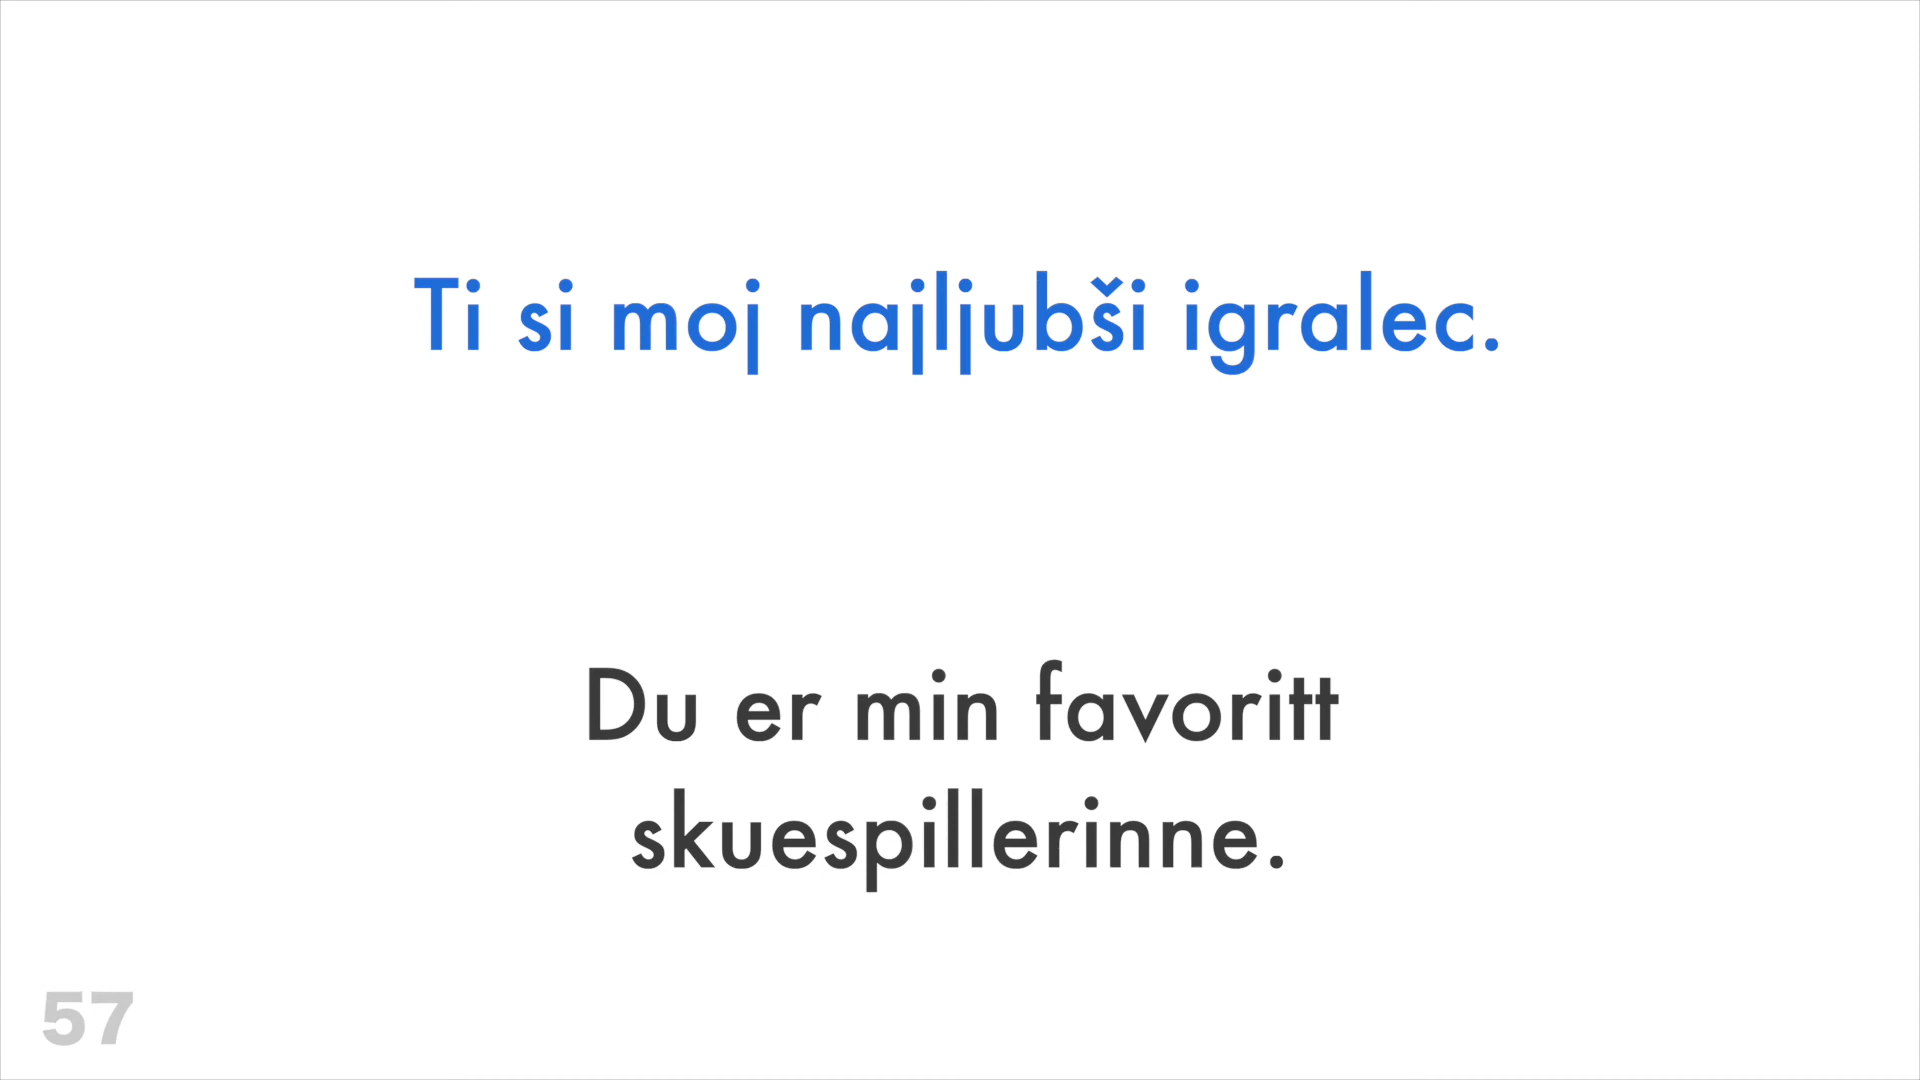 Ti si moj najljubši igralec.
Du er min favoritt
skuespillerinne.
57